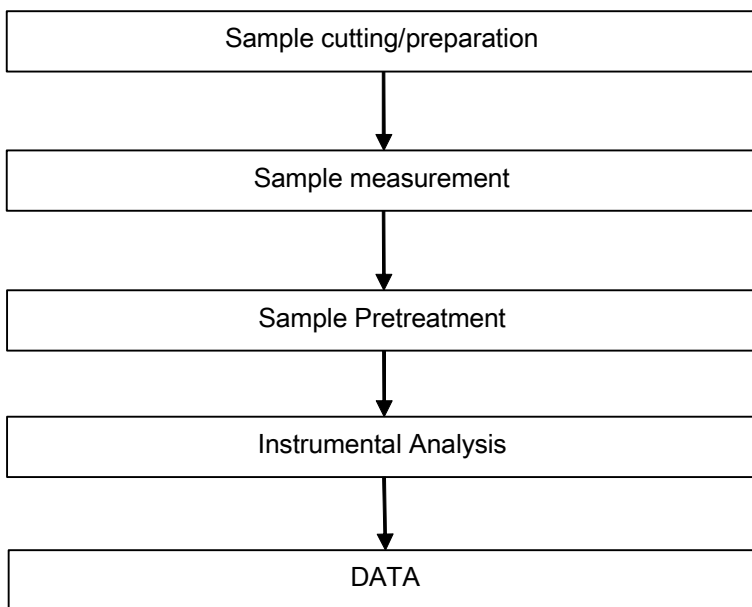 Sample cutting/preparation
Sample measurement
Sample Pretreatment
Instrumental Analysis
DATA